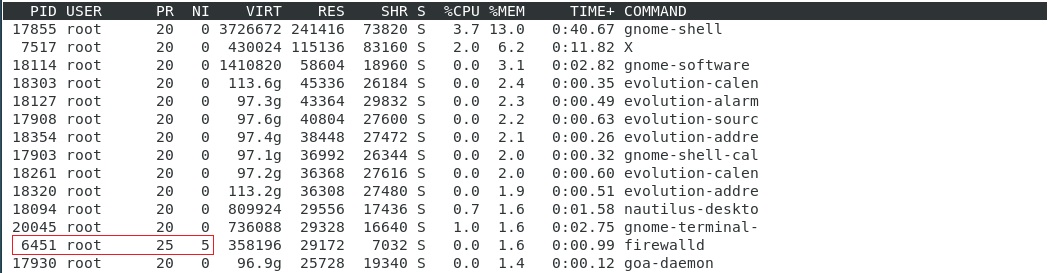 PID USER PR NI VIRT RES SHR S %CPU %MEM TIME+ COMMAND
17855 root 20 0 3726672 241416 73820 S 3.7 13.0 0:40.67 gnome-shell
7517 root 20 0 430024 115136 83160 S 2.0 6.2 0:11.82 X
18114 root 20 0 1410820 58604 18960 S 0.0 3.1 0:02.82 gnome-software
18303 root 20 0 113.6g 45336 26184 S 0.0 2.4 0:00.35 evolution-calen
18127 root 20 0 97.3g 43364 29832 S 0.0 2.3 0:00.49 evolution-alarm
17908 root 20 0 97.6g 40804 27600 S 0.0 2.2 0:00.63 evolution-sourc
18354 root 20 0 97.4g 38448 27472 S 0.0 2.1 0:00.26 evolution-addre
17903 root 20 0 97.1g 36992 26344 S 0.0 2.0 0:00.32 gnome-shell-cal
18261 root 20 0 97.2g 36368 27616 S 0.0 2.0 0:00.60 evolution-calen
18320 root 20 0 113.2g 36308 27480 S 0.0 1.9 0:00.51 evolution-addre
18094 root 20 0 809924 29556 17436 S 0.7 1.6 0:01.58 nautilus-deskto
20045 root 20 0 736088 29328 16640 S 1.0 1.6 0:02.75 gnome-terminal-
6451 root 25 5 358196 29172 7032 S 0.0 1.6 0:00.99 firewalld
17930 root 20 0 96.9g 25728 19340 S 0.0 1.4 0:00.12 goa-daemon